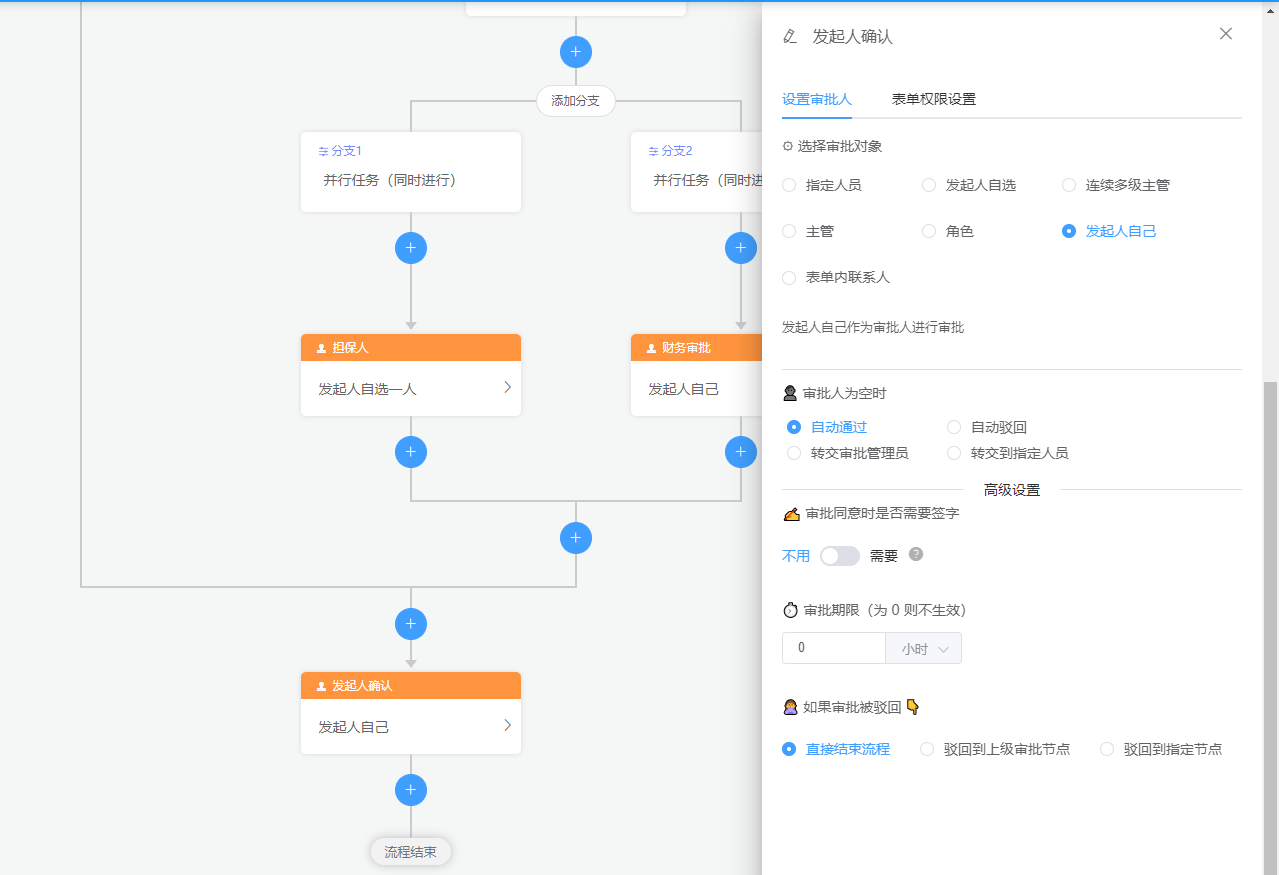 添加分支
分支1
并行任务（同时进行）
分支2
并行任务（同时进
担保人
发起人自选一人
财务审批
发起人自己
发起人确认
发起人自己
流程结束
发起人确认
设置审批人 表单权限设置
选择审批对象
指定人员 发起人自选 连续多级主管
主管 角色 发起人自己
表单内联系人
发起人自己作为审批人进行审批
审批人为空时
自动通过 自动驳回
转交审批管理员 转交到指定人员
高级设置
审批同意时是否需要签字
不用 需要 ?
审批期限（为 0 则不生效）
0 小时
如果审批被驳回
直接结束流程 驳回到上级审批节点 驳回到指定节点